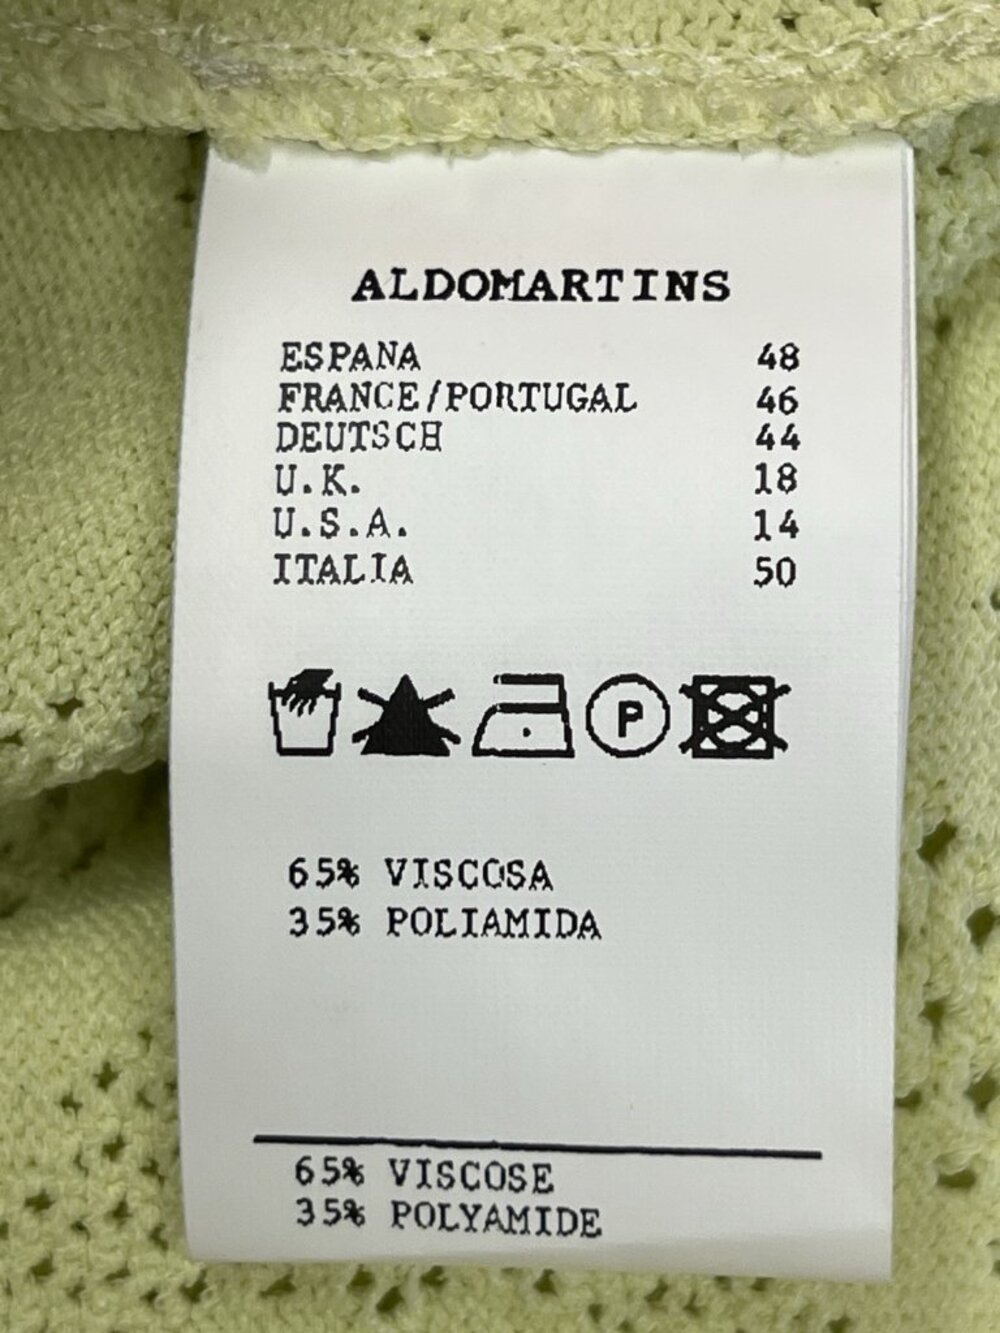 ALDOMARTINS
ESPANA 48
FRANCE/PORTUGAL 46
DEUTSCH 44
U.K. 18
U.S.A. 14
ITALIA 50
P
65% VISCOSA
35% POLIAMIDA
65% VISCOSE
35% POLYAMIDE